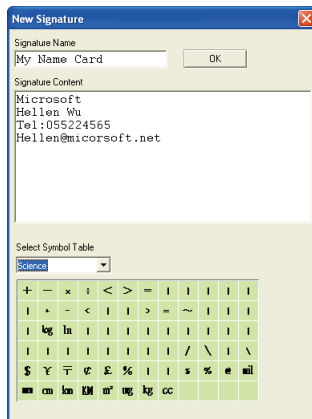 New Signature
Signature Name
My Name Card
OK
Signature Content
Microsoft
Hellen Wu
Tel:055224565
Hellen@micorsoft.net
Select Symbol Table
Science
+ − × ÷ < > = | | | | |
| + - < | | > = ~ | | |
| log ln | | | | | | | | |
| | | | | | | | / \ | \
$ ¥ 〒 ₡ £ % | | $ % @ mil
mm cm km KM m² mg kg cc